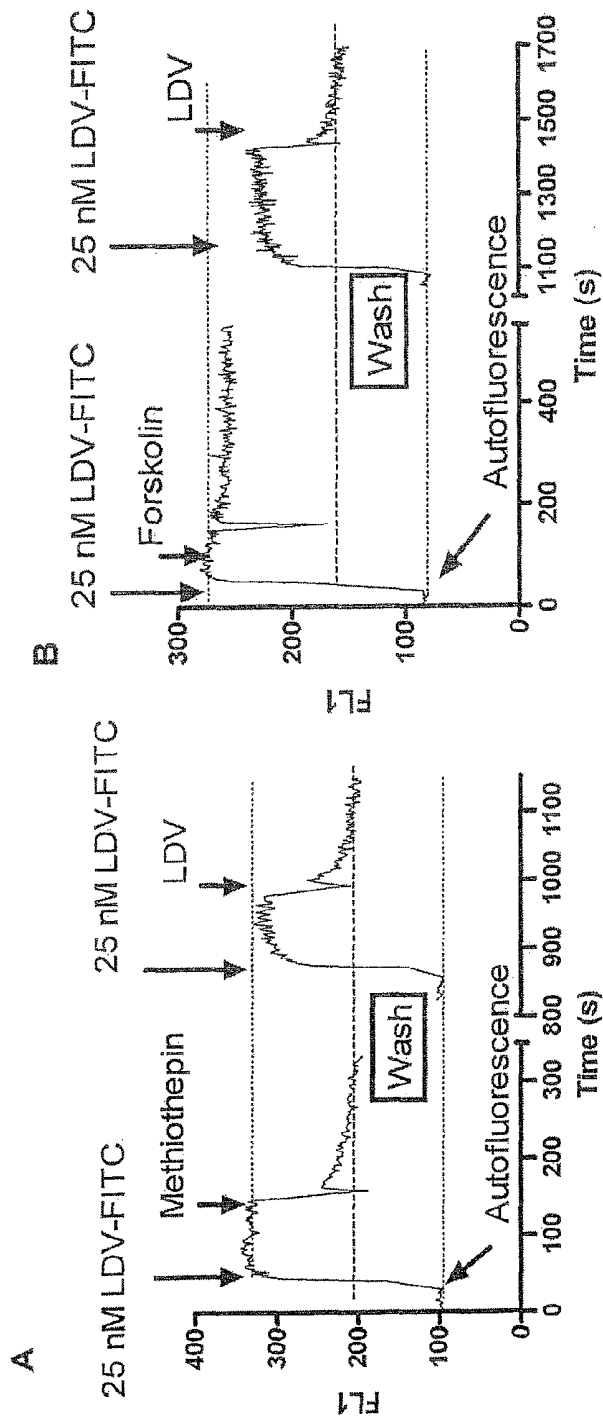 A
25 nM LDV-FITC
Methiothepin
25 nM LDV-FITC
LDV
400
300
200
100
0
FL1
Wash
Autofluorescence
0
100
200
300
800
900
1000
1100
Time (s)
B
25 nM LDV-FITC
Forskolin
25 nM LDV-FITC
LDV
300
200
100
0
FL1
Wash
Autofluorescence
0
200
400
1100
1300
1500
1700
Time (s)